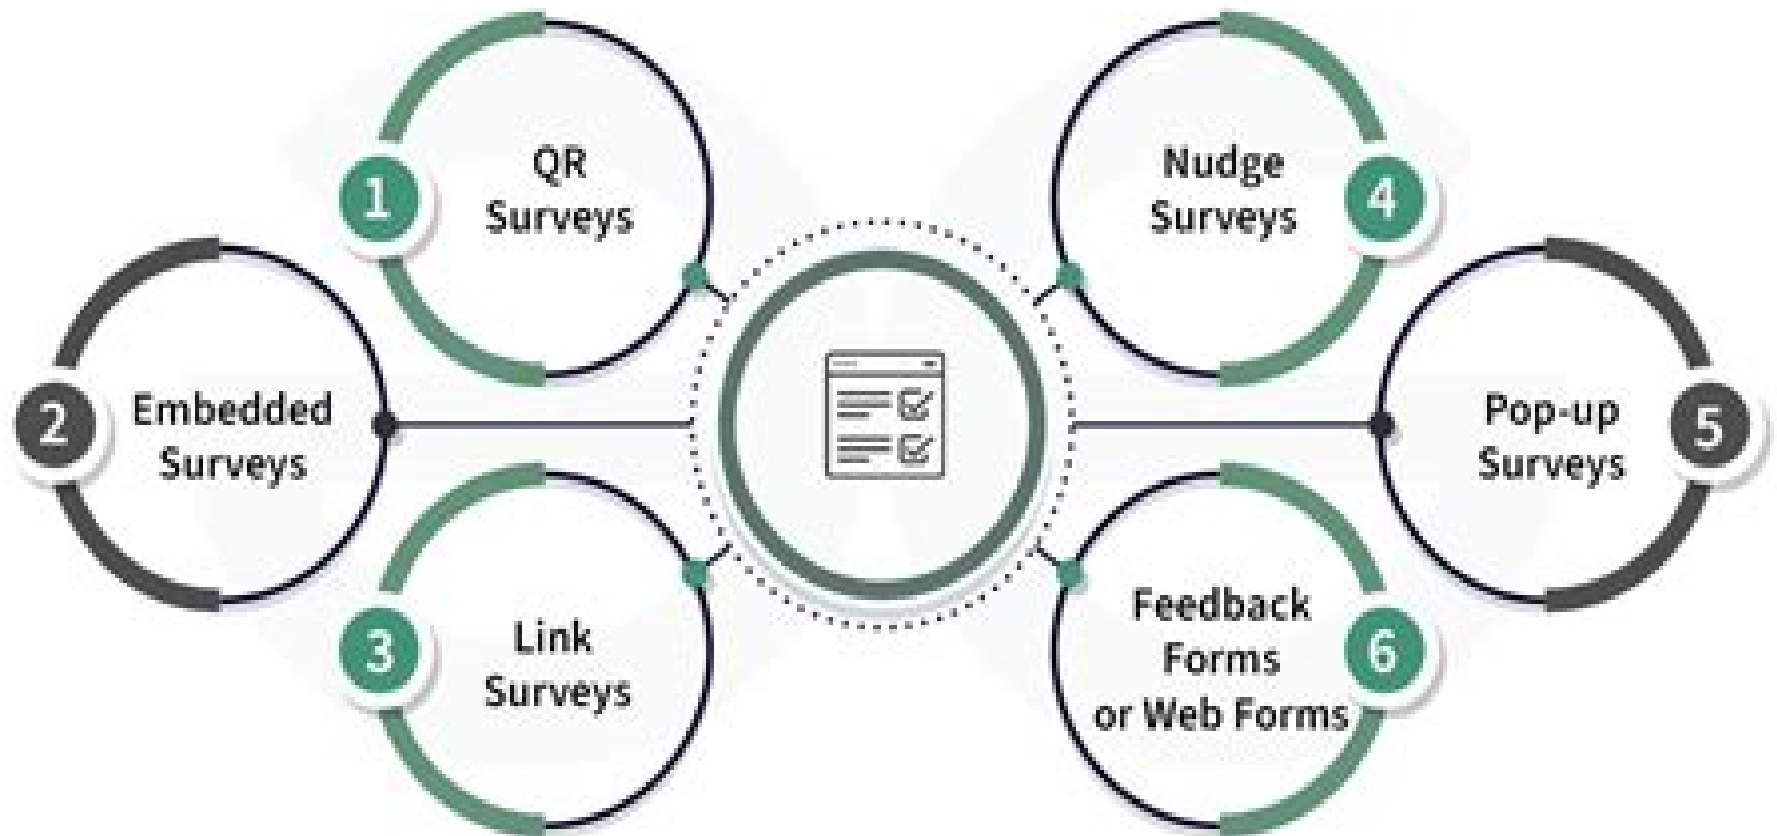 1
QR
Surveys
2
Embedded
Surveys
3
Link
Surveys
4
Nudge
Surveys
5
Pop-up
Surveys
6
Feedback
Forms
or Web Forms